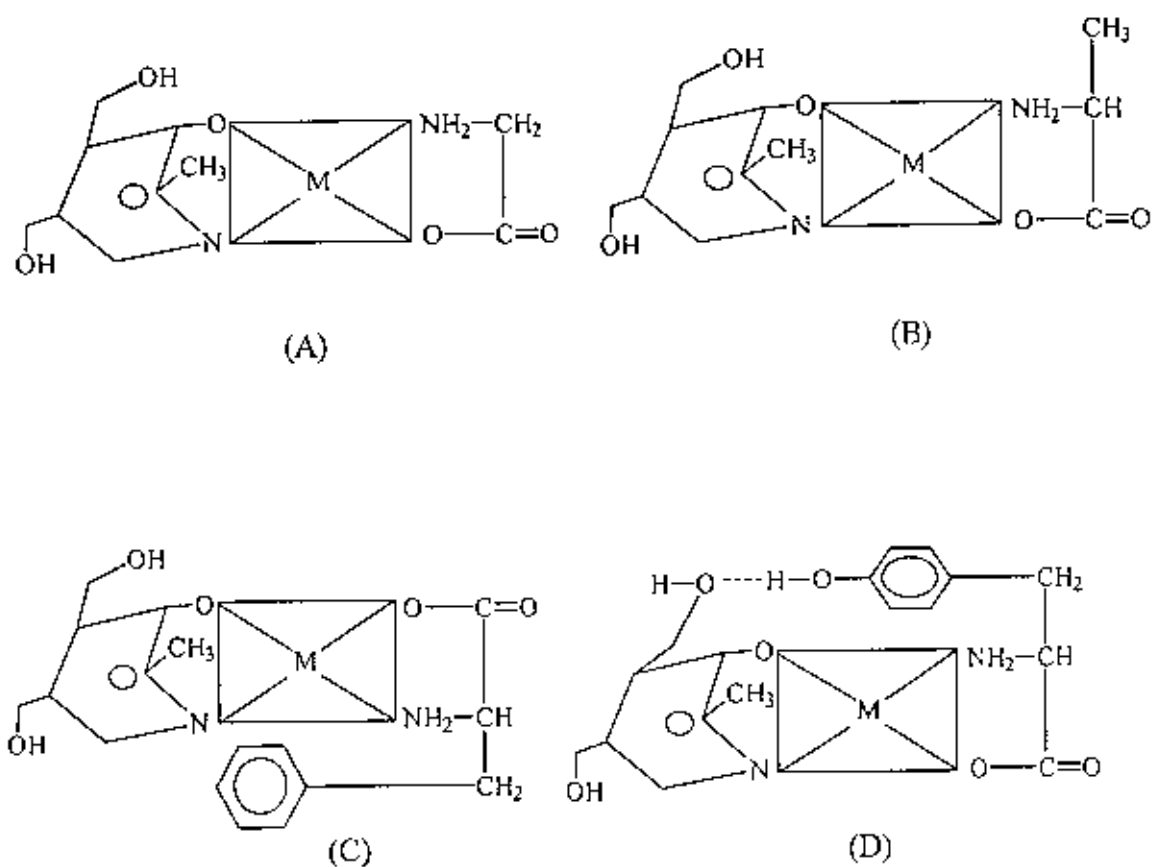 OH
O
NH₂—CH₂
CH₃
M
N
O—C=O
OH
(A)
CH₃
OH
O
NH₂—CH
CH₃
M
N
O—C=O
OH
(B)
OH
O
O—C=O
CH₃
M
N
NH₂—CH
OH
CH₂
(C)
H—O----H—O
CH₂
O
NH₂—CH
CH₃
M
N
O—C=O
OH
(D)